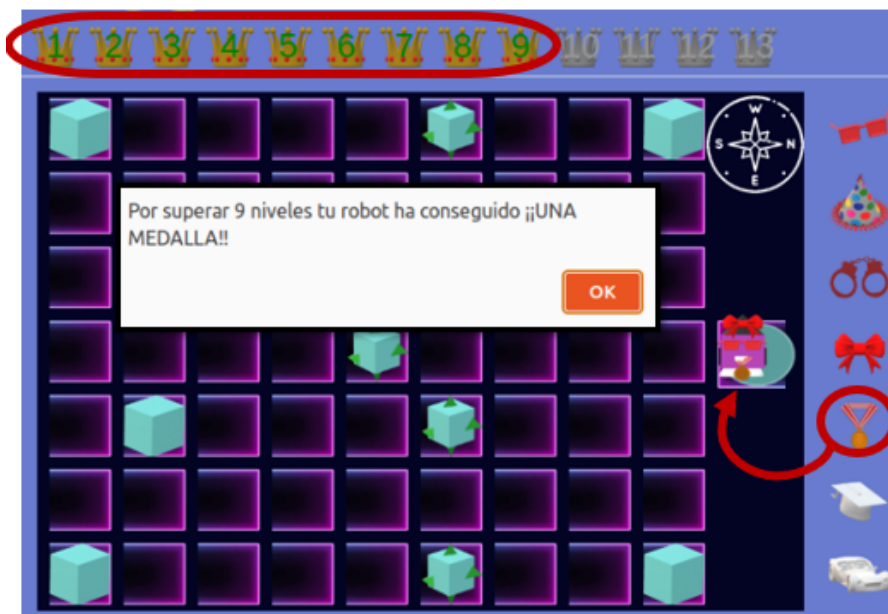 1 2 3 4 5 6 7 8 9 10 11 12 13
W
S N
E
Por superar 9 niveles tu robot ha conseguido ¡¡UNA
MEDALLA!!
OK